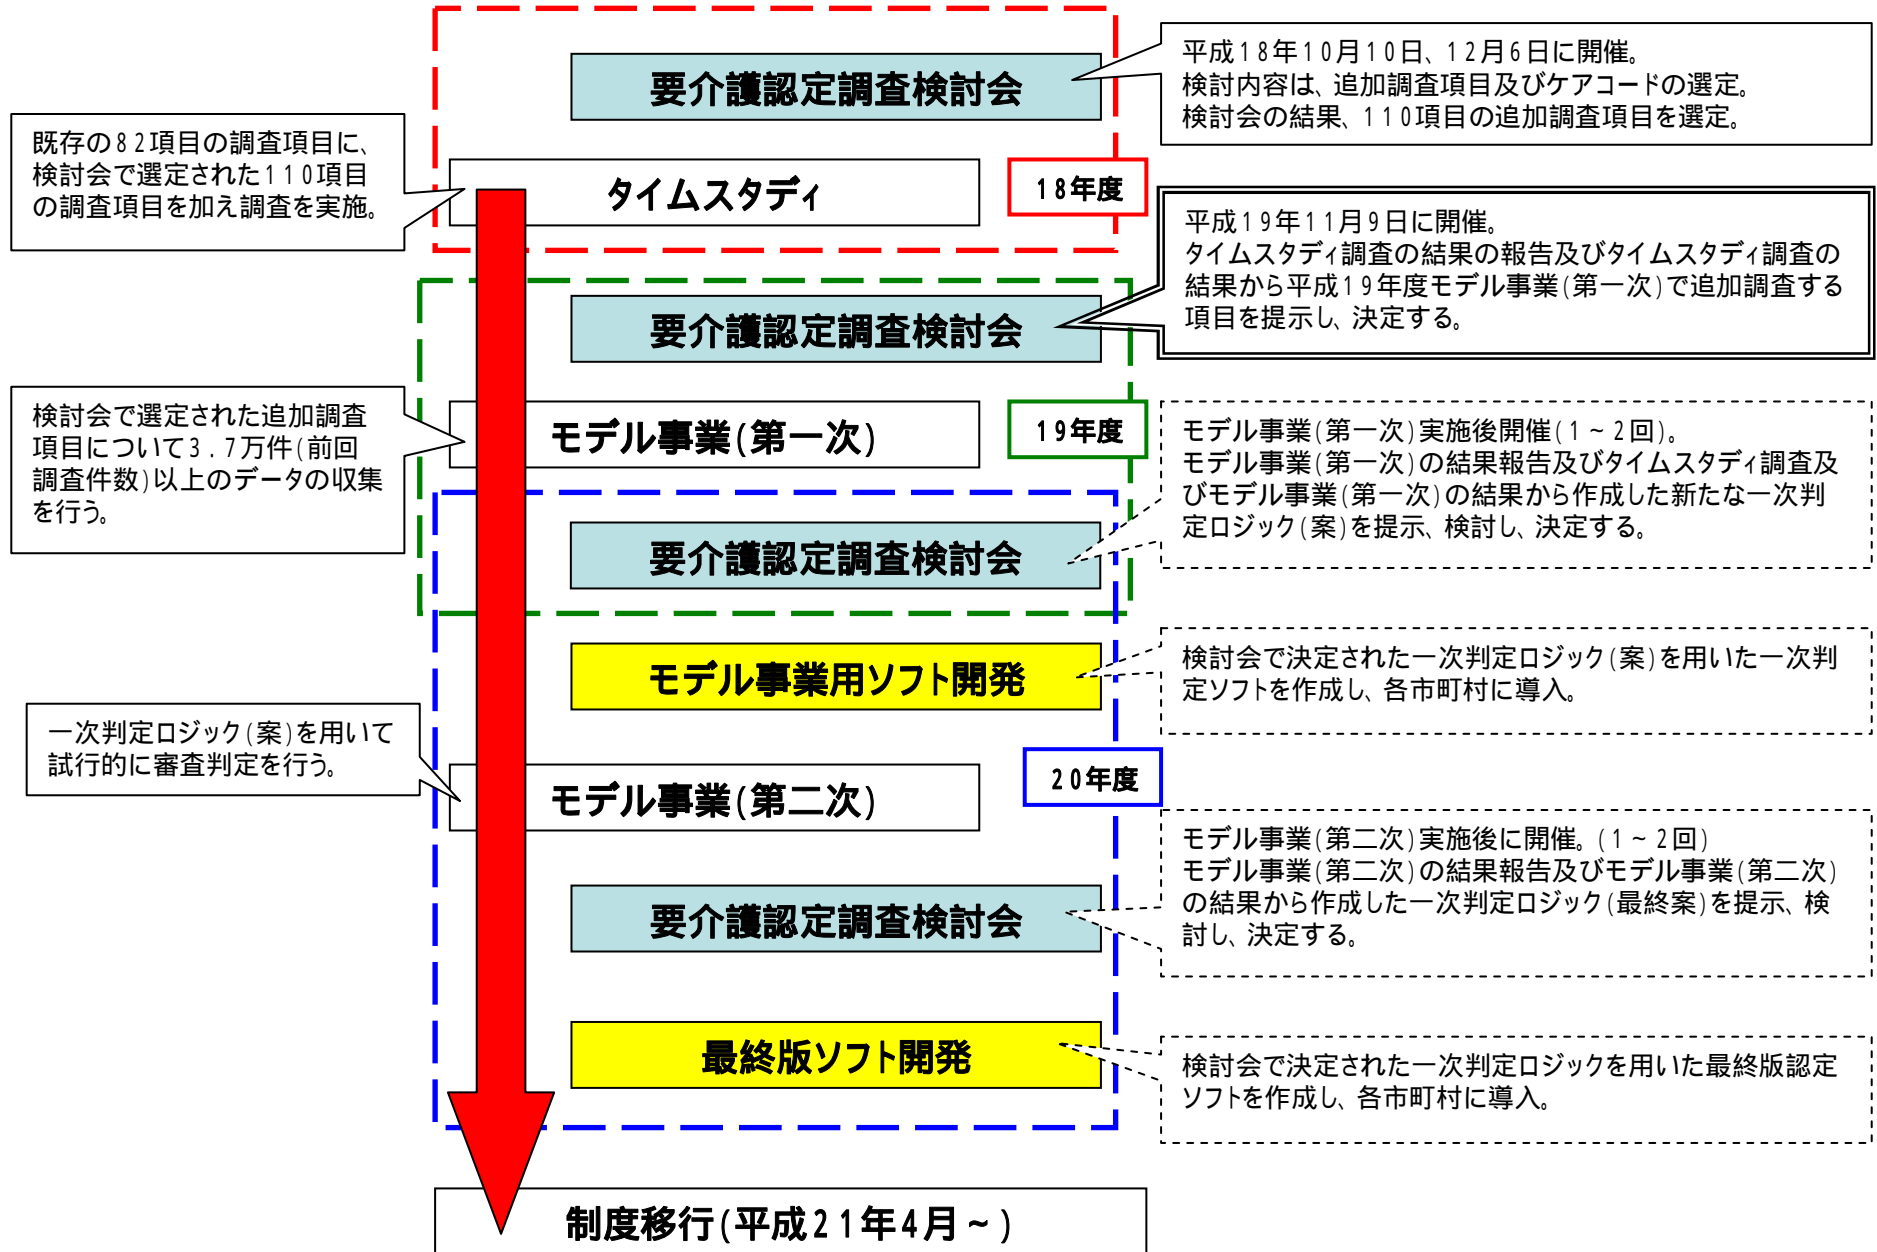 要介護認定調査検討会
平成18年10月10日、12月6日に開催。
検討内容は、追加調査項目及びケアコードの選定。
検討会の結果、110項目の追加調査項目を選定。
既存の82項目の調査項目に、
検討会で選定された110項目
の調査項目を加え調査を実施。
タイムスタディ
18年度
平成19年11月9日に開催。
タイムスタディ調査の結果の報告及びタイムスタディ調査の
結果から平成19年度モデル事業(第一次)で追加調査する
項目を提示し、決定する。
要介護認定調査検討会
検討会で選定された追加調査
項目について3.7万件(前回
調査件数)以上のデータの収集
を行う。
モデル事業(第一次)
19年度
モデル事業(第一次)実施後開催(1~2回)。
モデル事業(第一次)の結果報告及びタイムスタディ調査及
びモデル事業(第一次)の結果から作成した新たな一次判
定ロジック(案)を提示、検討し、決定する。
要介護認定調査検討会
モデル事業用ソフト開発
検討会で決定された一次判定ロジック(案)を用いた一次判
定ソフトを作成し、各市町村に導入。
一次判定ロジック(案)を用いて
試行的に審査判定を行う。
モデル事業(第二次)
20年度
モデル事業(第二次)実施後に開催。(1~2回)
モデル事業(第二次)の結果報告及びモデル事業(第二次)
の結果から作成した一次判定ロジック(最終案)を提示、検
討し、決定する。
要介護認定調査検討会
最終版ソフト開発
検討会で決定された一次判定ロジックを用いた最終版認定
ソフトを作成し、各市町村に導入。
制度移行(平成21年4月~)